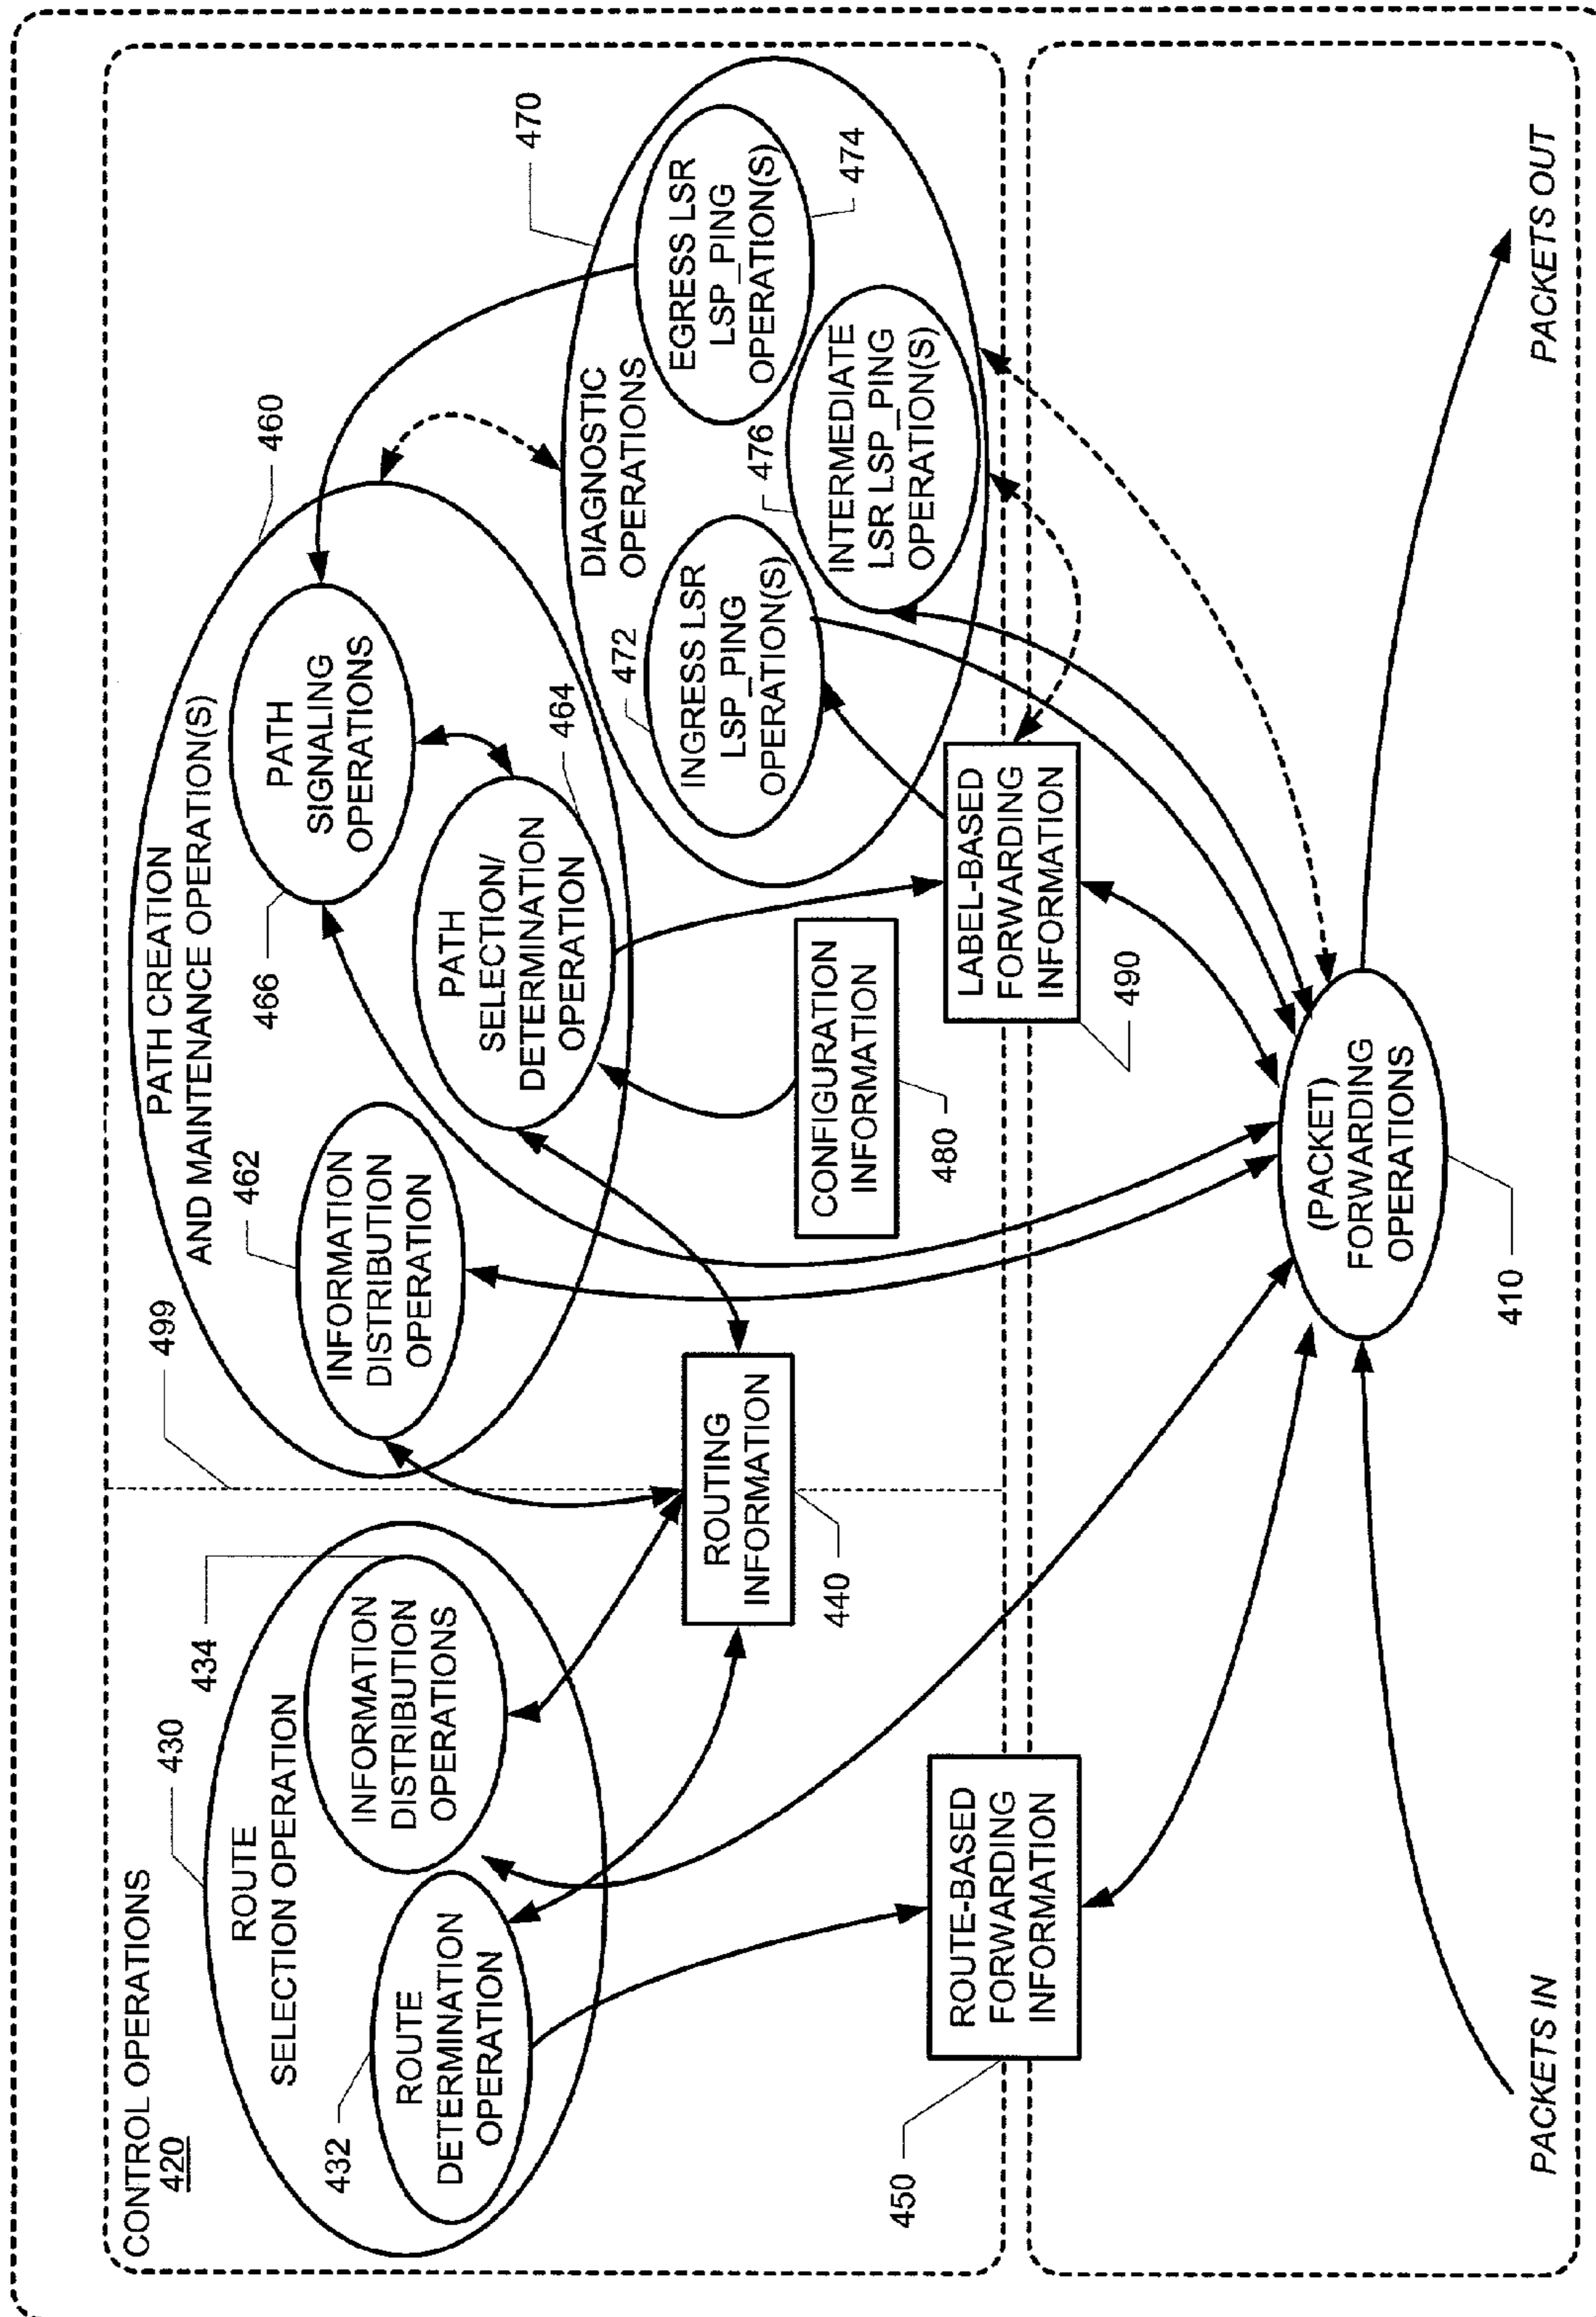 CONTROL OPERATIONS
420
430
ROUTE
SELECTION OPERATION
434
432
ROUTE
DETERMINATION
OPERATION
INFORMATION
DISTRIBUTION
OPERATIONS
499
PATH CREATION
AND MAINTENANCE OPERATION(S)
460
462
INFORMATION
DISTRIBUTION
OPERATION
466
PATH
SIGNALING
OPERATIONS
PATH
SELECTION/
DETERMINATION
OPERATION
464
470
DIAGNOSTIC
OPERATIONS
472
INGRESS LSR
LSP_PING
OPERATION(S)
476
INTERMEDIATE
LSR LSP_PING
OPERATION(S)
EGRESS LSR
LSP_PING
OPERATION(S)
474
ROUTING
INFORMATION
440
CONFIGURATION
INFORMATION
480
450
ROUTE-BASED
FORWARDING
INFORMATION
LABEL-BASED
FORWARDING
INFORMATION
490
(PACKET)
FORWARDING
OPERATIONS
410
PACKETS IN
PACKETS OUT